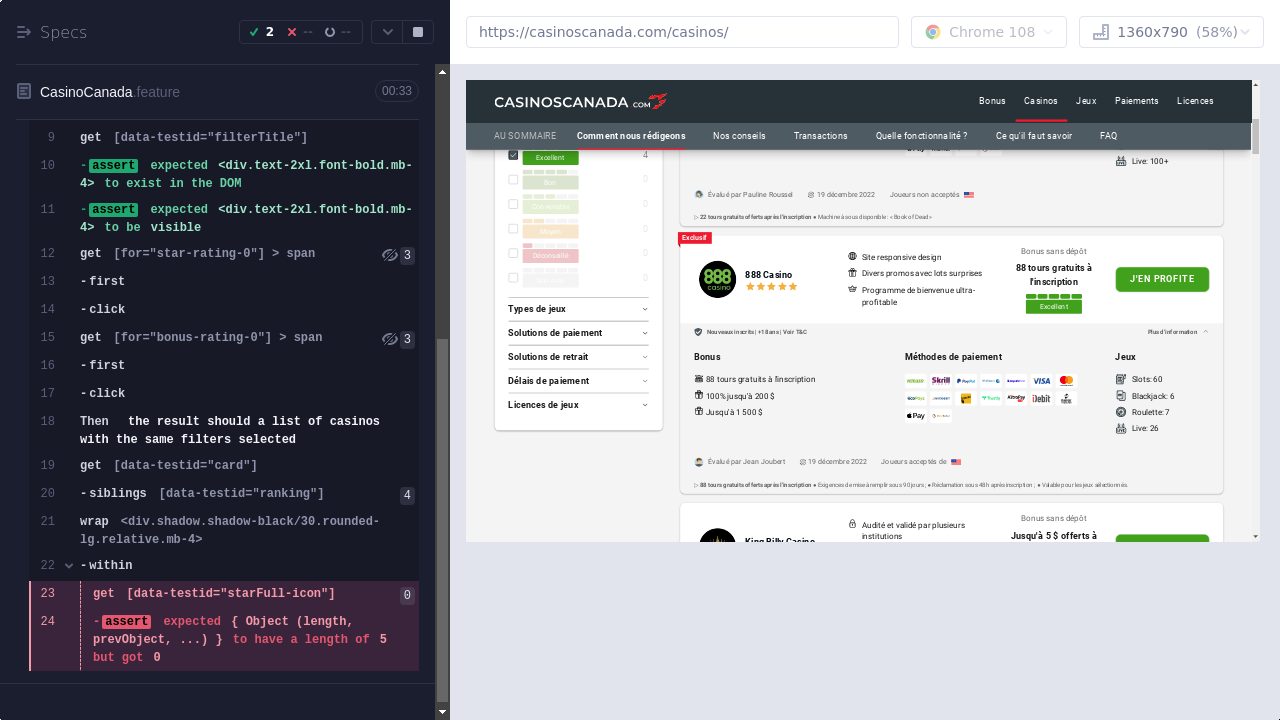 Specs
2
--
--
https://casinoscanada.com/casinos/
Chrome 108
1360x790 (58%)
CasinoCanada.feature
00:33
9 get [data-testid="filterTitle"]
10 -assert expected <div.text-2xl.font-bold.mb-
4> to exist in the DOM
11 -assert expected <div.text-2xl.font-bold.mb-
4> to be visible
12 get [for="star-rating-0"] > span 3
13 -first
14 -click
15 get [for="bonus-rating-0"] > span 3
16 -first
17 -click
18 Then the result should a list of casinos
with the same filters selected
19 get [data-testid="card"]
20 -siblings [data-testid="ranking"] 4
21 wrap <div.shadow.shadow-black/30.rounded-
lg.relative.mb-4>
22 -within
23 get [data-testid="starFull-icon"] 0
24 -assert expected { Object (length,
prevObject, ...) } to have a length of 5
but got 0
CASINOSCANADA.COM
Bonus Casinos Jeux Paiements Licences
AU SOMMAIRE Comment nous rédigeons Nos conseils Transactions Quelle fonctionnalité ? Ce qu'il faut savoir FAQ
Excellent 4
Bon 0
0
Moyen 0
0
0
Types de jeux
Solutions de paiement
Solutions de retrait
Délais de paiement
Licences de jeux
Live: 100+
Évalué par Pauline Roussel 19 décembre 2022 Joueurs non acceptés
22 tours gratuits offerts après l'inscription ● Machine à sous disponible : « Book of Dead »
Exclusif
888 casino
888 Casino
Site responsive design
Divers promos avec lots surprises
Programme de bienvenue ultra-
profitable
Bonus sans dépôt
88 tours gratuits à
l'inscription
Excellent
J'EN PROFITE
Nouveaux inscrits | +18 ans | Voir T&C
Plus d'information
Bonus
88 tours gratuits à l'inscription
100% jusqu'à 200 $
Jusqu'à 1 500 $
Méthodes de paiement
Skrill PayPal VISA
Debit
Pay
Jeux
Slots: 60
Blackjack: 6
Roulette: 7
Live: 26
Évalué par Jean Joubert 19 décembre 2022 Joueurs acceptés de
88 tours gratuits offerts après l'inscription ● Exigences de mise à remplir sous 90 jours ; ● Réclamation sous 48 h après inscription ; ● Valable pour les jeux sélectionnés.
King Billy Casino
Audité et validé par plusieurs
institutions
Bonus sans dépôt
Jusqu'à 5 $ offerts à